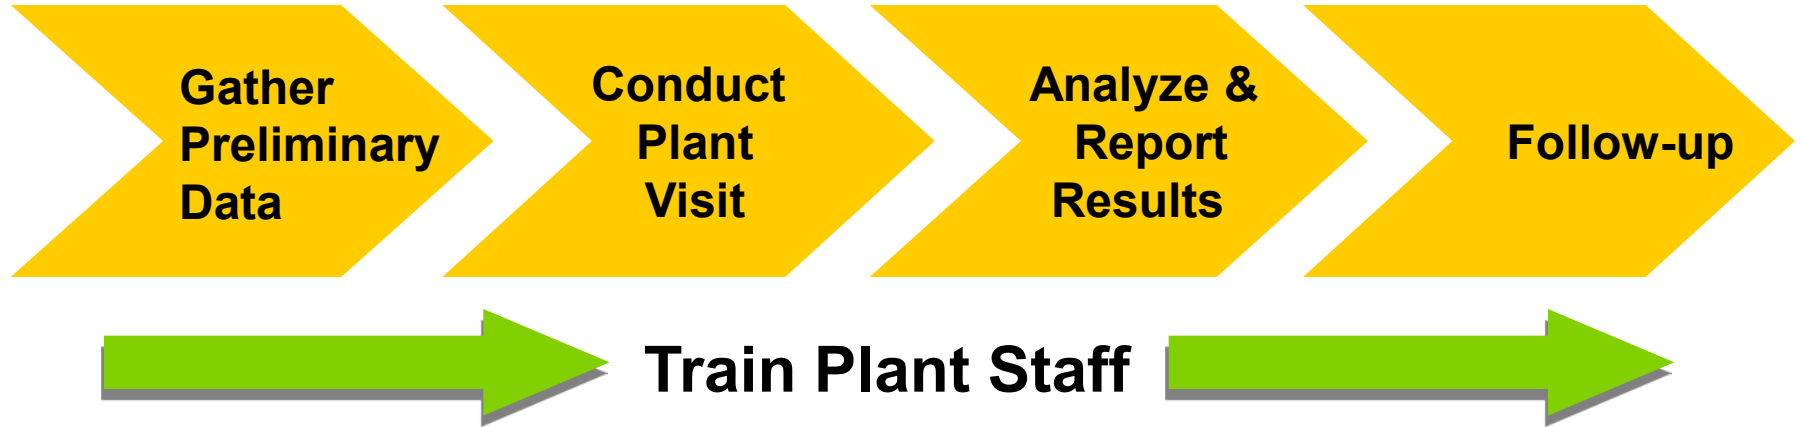 Gather
Preliminary
Data
Conduct
Plant
Visit
Analyze &
Report
Results
Follow-up
Train Plant Staff